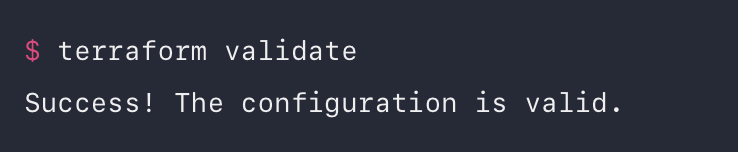 $ terraform validate
Success! The configuration is valid.